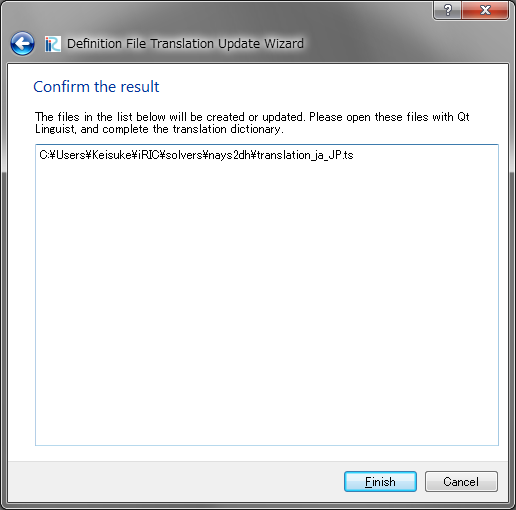 Definition File Translation Update Wizard
Confirm the result
The files in the list below will be created or updated. Please open these files with Qt
Linguist, and complete the translation dictionary.
C:¥Users¥Keisuke¥iRIC¥solvers¥nays2dh¥translation_ja_JP.ts
Finish
Cancel